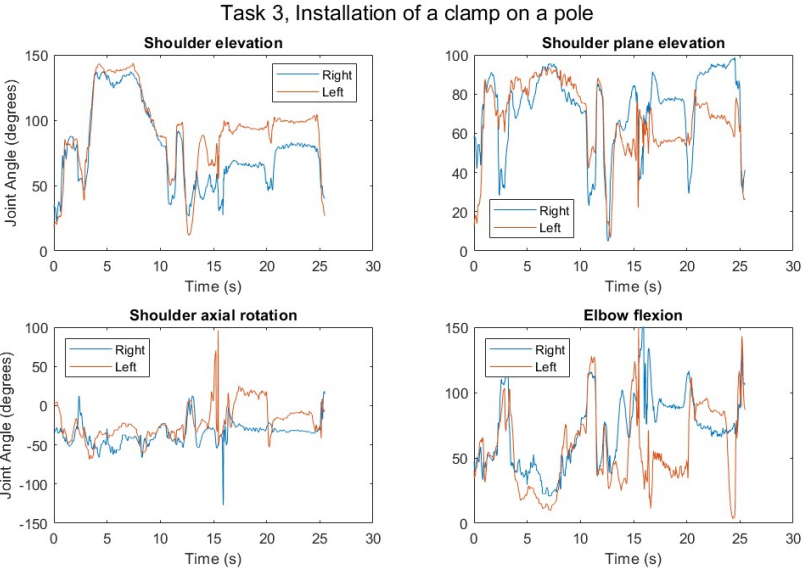 Task 3, Installation of a clamp on a pole
Shoulder elevation
150
100
50
0
Joint Angle (degrees)
Right
Left
0 5 10 15 20 25 30
Time (s)
Shoulder plane elevation
100
80
60
40
20
0
Right
Left
0 5 10 15 20 25 30
Time (s)
Shoulder axial rotation
100
50
0
-50
-100
-150
Joint Angle (degrees)
Right
Left
0 5 10 15 20 25 30
Time (s)
Elbow flexion
150
100
50
0
Right
Left
0 5 10 15 20 25 30
Time (s)